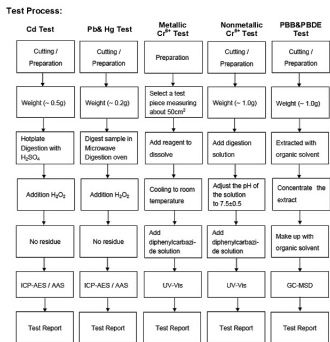 Test Process:
Cd Test
Cutting /
Preparation
Weight (~ 0.5g)
Hotplate
Digestion with
H₂SO₄
Addition H₂O₂
No residue
ICP-AES / AAS
Test Report
Pb& Hg Test
Cutting /
Preparation
Weight (~ 0.2g)
Digest sample in
Microwave
Digestion oven
Addition H₂O₂
No residue
ICP-AES / AAS
Test Report
Metallic
Cr⁶⁺ Test
Preparation
Select a test
piece measuring
about 50cm²
Add reagent to
dissolve
Cooling to room
temperature
Add
diphenylcarbazi-
de solution
UV-Vis
Test Report
Nonmetallic
Cr⁶⁺ Test
Cutting /
Preparation
Weight (~ 1.0g)
Add digestion
solution
Adjust the pH of
the solution
to 7.5±0.5
Add
diphenylcarbazi-
de solution
UV-Vis
Test Report
PBB&PBDE
Test
Cutting /
Preparation
Weight (~ 1.0g)
Extracted with
organic solvent
Concentrate the
extract
Make up with
organic solvent
GC-MSD
Test Report